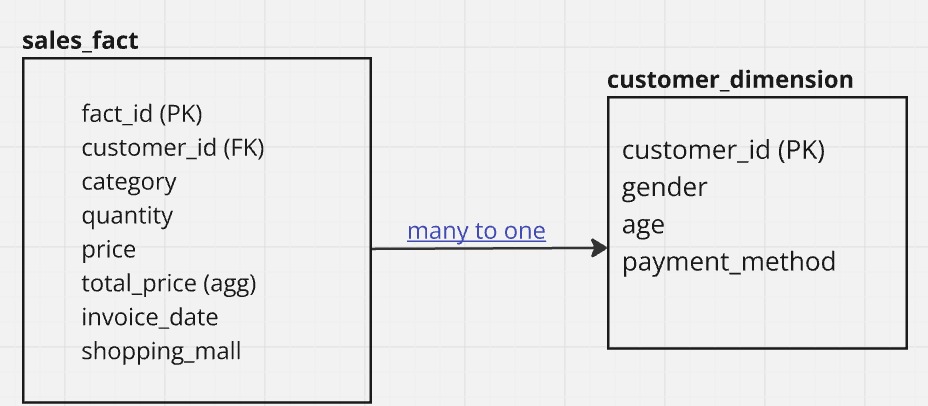 sales_fact
fact_id (PK)
customer_id (FK)
category
quantity
price
total_price (agg)
invoice_date
shopping_mall
many to one
customer_dimension
customer_id (PK)
gender
age
payment_method